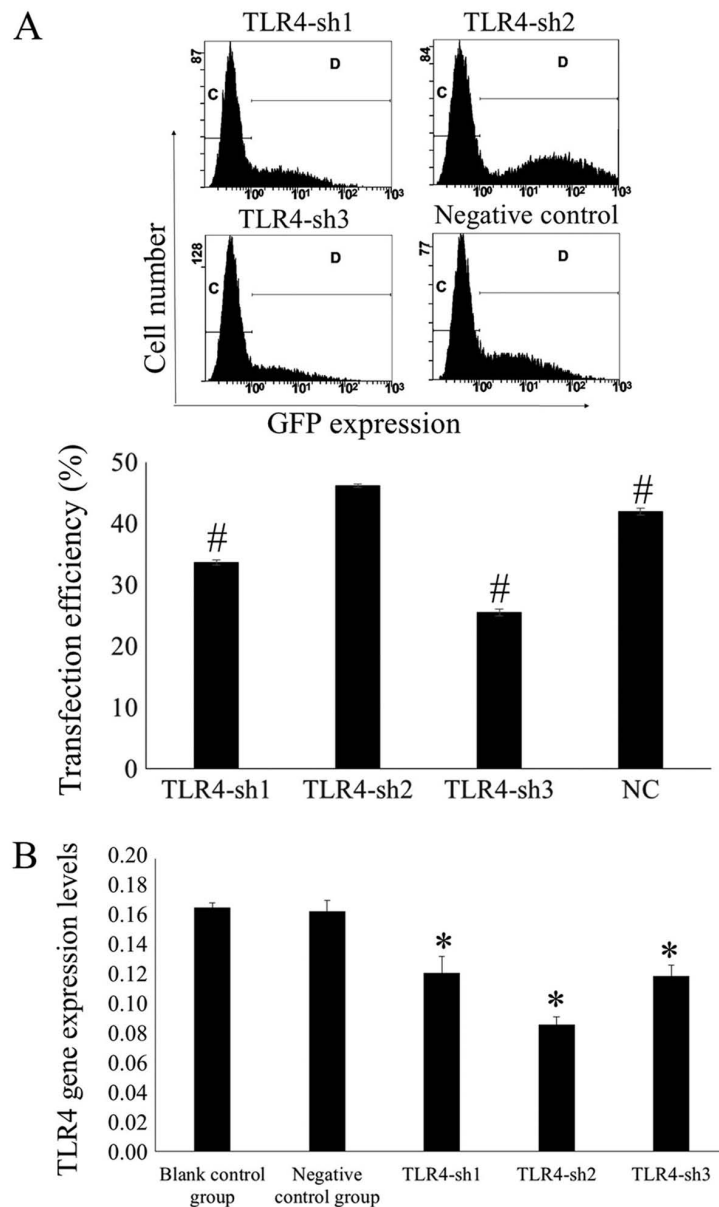 A
TLR4-sh1
TLR4-sh2
87
C
D
10⁰ 10¹ 10² 10³
84
C
D
10⁰ 10¹ 10² 10³
TLR4-sh3
Negative control
128
C
D
10⁰ 10¹ 10² 10³
77
C
D
10⁰ 10¹ 10² 10³
Cell number
GFP expression
Transfection efficiency (%)
50
40
30
20
10
0
#
#
#
TLR4-sh1
TLR4-sh2
TLR4-sh3
NC
B
TLR4 gene expression levels
0.20
0.18
0.16
0.14
0.12
0.10
0.08
0.06
0.04
0.02
0.00
*
*
*
Blank control
group
Negative
control group
TLR4-sh1
TLR4-sh2
TLR4-sh3